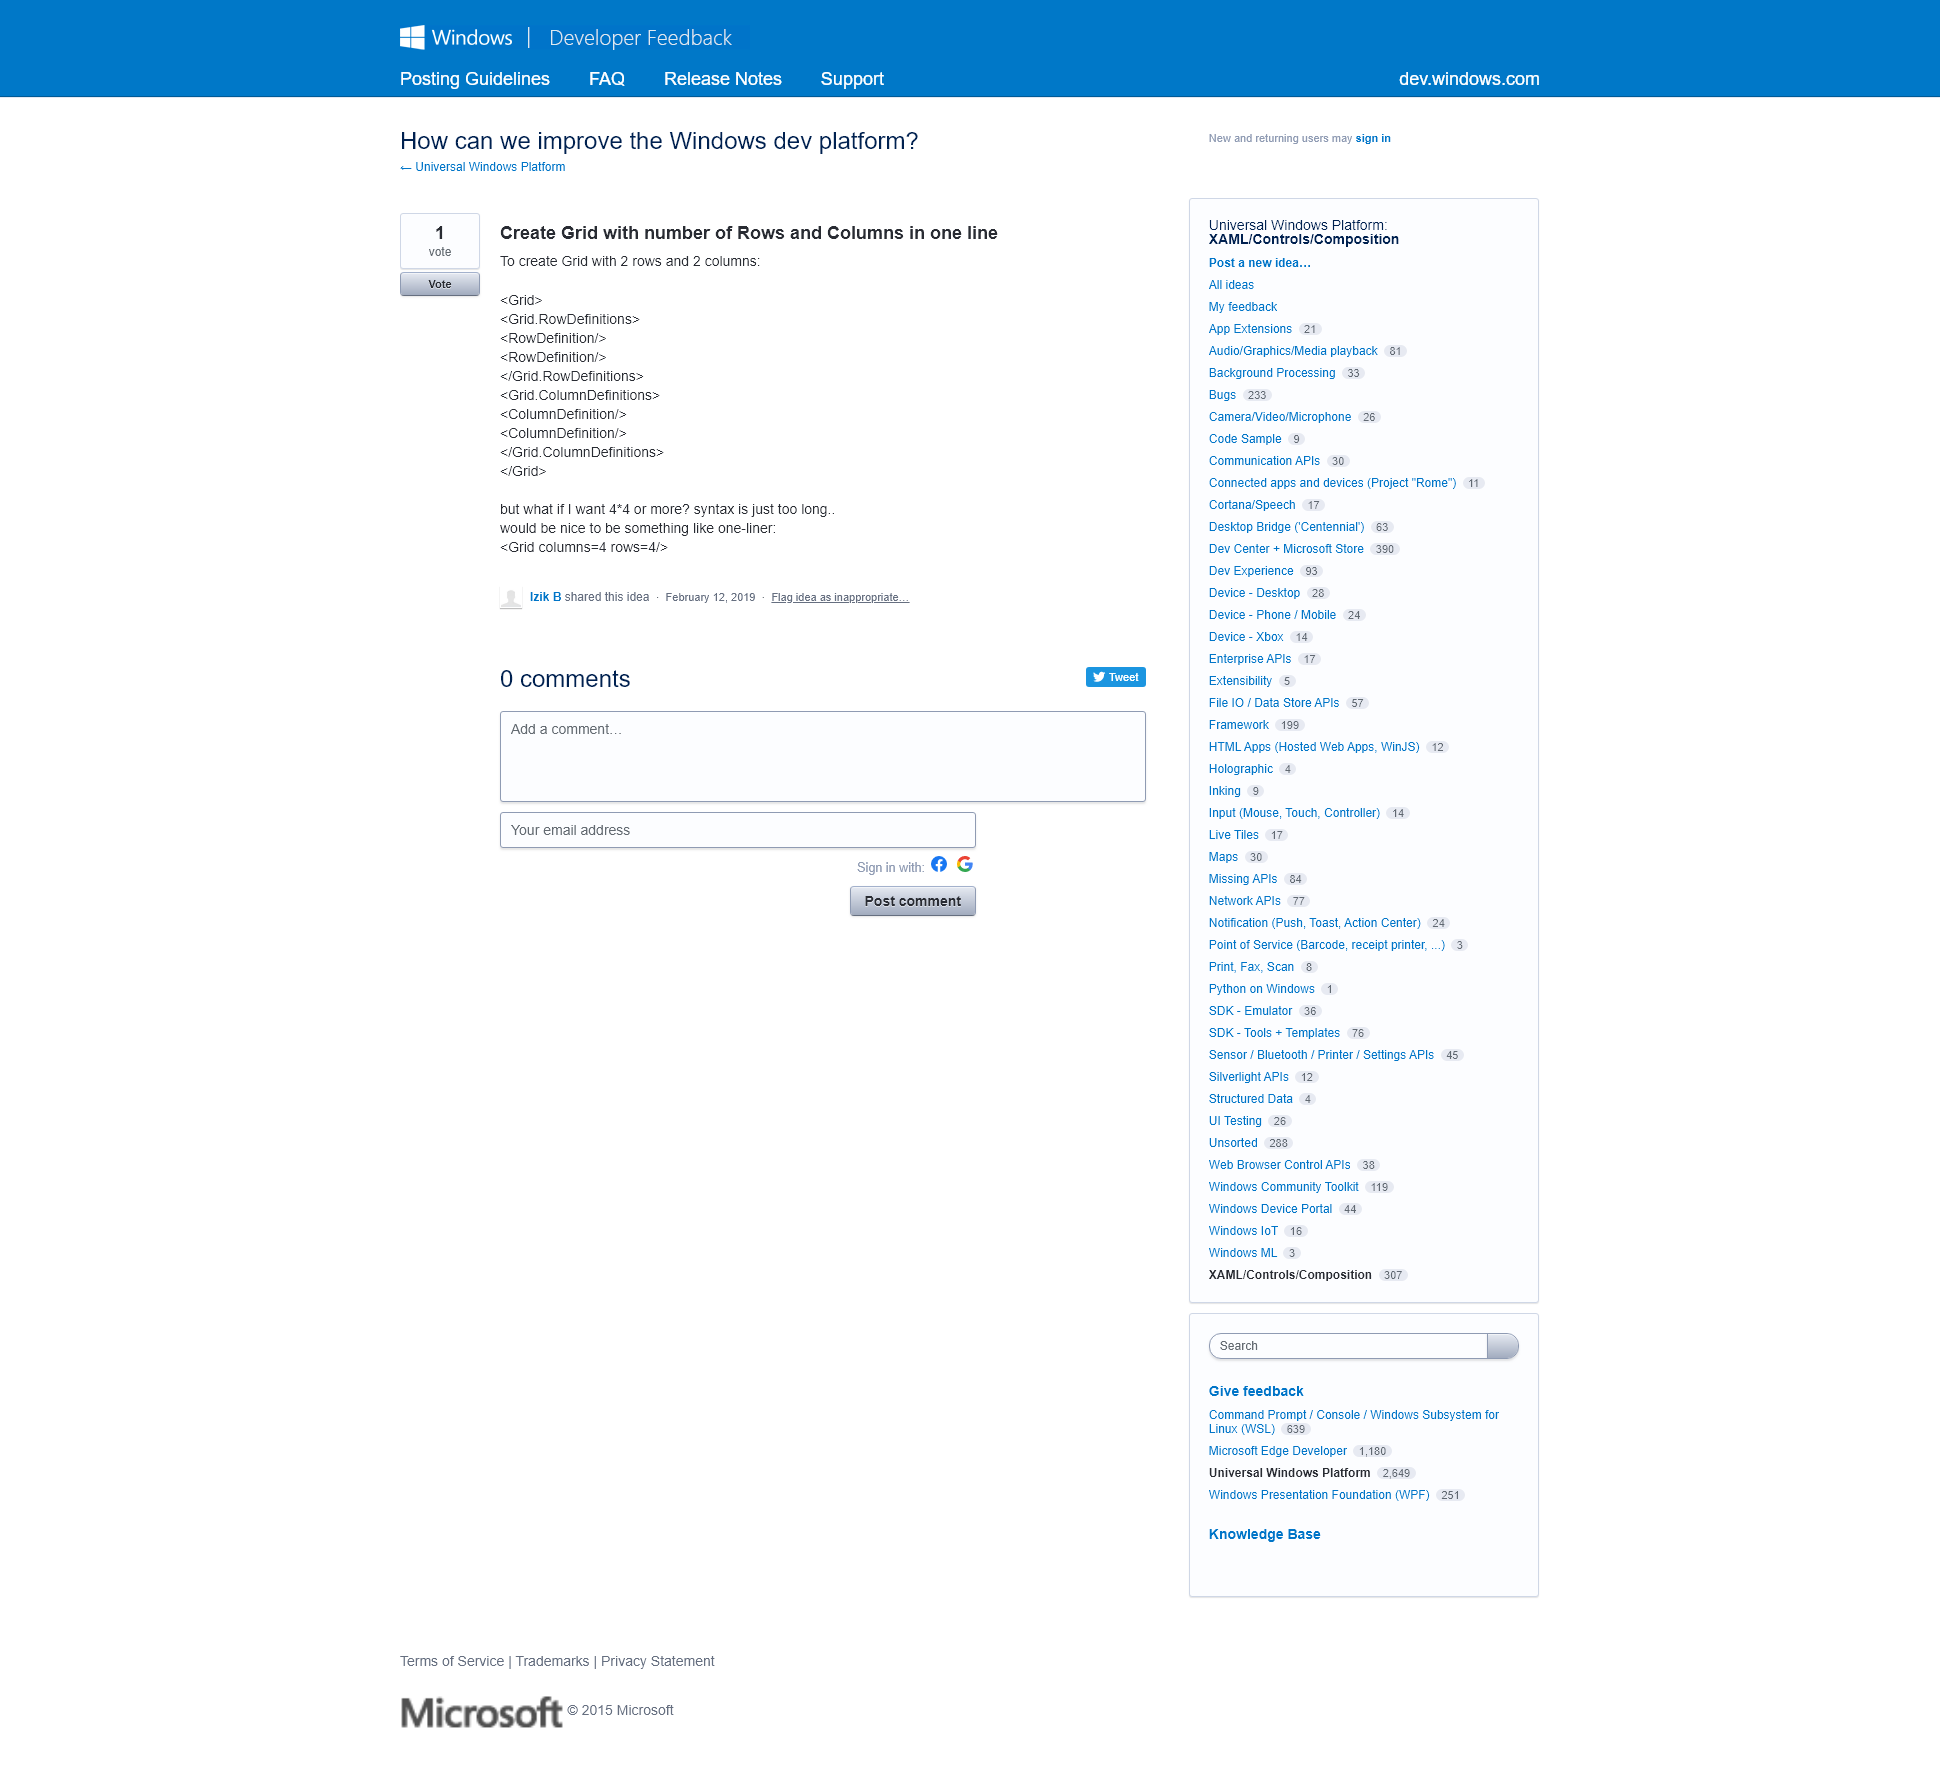 Windows | Developer Feedback
Posting Guidelines FAQ Release Notes Support dev.windows.com
How can we improve the Windows dev platform?
← Universal Windows Platform
New and returning users may sign in
1
vote
Vote
Create Grid with number of Rows and Columns in one line
To create Grid with 2 rows and 2 columns:
<Grid>
<Grid.RowDefinitions>
<RowDefinition/>
<RowDefinition/>
</Grid.RowDefinitions>
<Grid.ColumnDefinitions>
<ColumnDefinition/>
<ColumnDefinition/>
</Grid.ColumnDefinitions>
</Grid>
but what if I want 4*4 or more? syntax is just too long..
would be nice to be something like one-liner:
<Grid columns=4 rows=4/>
Izik B shared this idea · February 12, 2019 · Flag idea as inappropriate…
0 comments
Tweet
Add a comment…
Your email address
Sign in with:
Post comment
Universal Windows Platform:
XAML/Controls/Composition
Post a new idea…
All ideas
My feedback
App Extensions 21
Audio/Graphics/Media playback 81
Background Processing 33
Bugs 233
Camera/Video/Microphone 26
Code Sample 9
Communication APIs 30
Connected apps and devices (Project "Rome") 11
Cortana/Speech 17
Desktop Bridge ('Centennial') 63
Dev Center + Microsoft Store 390
Dev Experience 93
Device - Desktop 28
Device - Phone / Mobile 24
Device - Xbox 14
Enterprise APIs 17
Extensibility 5
File IO / Data Store APIs 57
Framework 199
HTML Apps (Hosted Web Apps, WinJS) 12
Holographic 4
Inking 9
Input (Mouse, Touch, Controller) 14
Live Tiles 17
Maps 30
Missing APIs 84
Network APIs 77
Notification (Push, Toast, Action Center) 24
Point of Service (Barcode, receipt printer, ...) 3
Print, Fax, Scan 8
Python on Windows 1
SDK - Emulator 36
SDK - Tools + Templates 76
Sensor / Bluetooth / Printer / Settings APIs 45
Silverlight APIs 12
Structured Data 4
UI Testing 26
Unsorted 288
Web Browser Control APIs 38
Windows Community Toolkit 119
Windows Device Portal 44
Windows IoT 16
Windows ML 3
XAML/Controls/Composition 307
Search
Give feedback
Command Prompt / Console / Windows Subsystem for
Linux (WSL) 639
Microsoft Edge Developer 1,180
Universal Windows Platform 2,649
Windows Presentation Foundation (WPF) 251
Knowledge Base
Terms of Service | Trademarks | Privacy Statement
Microsoft © 2015 Microsoft